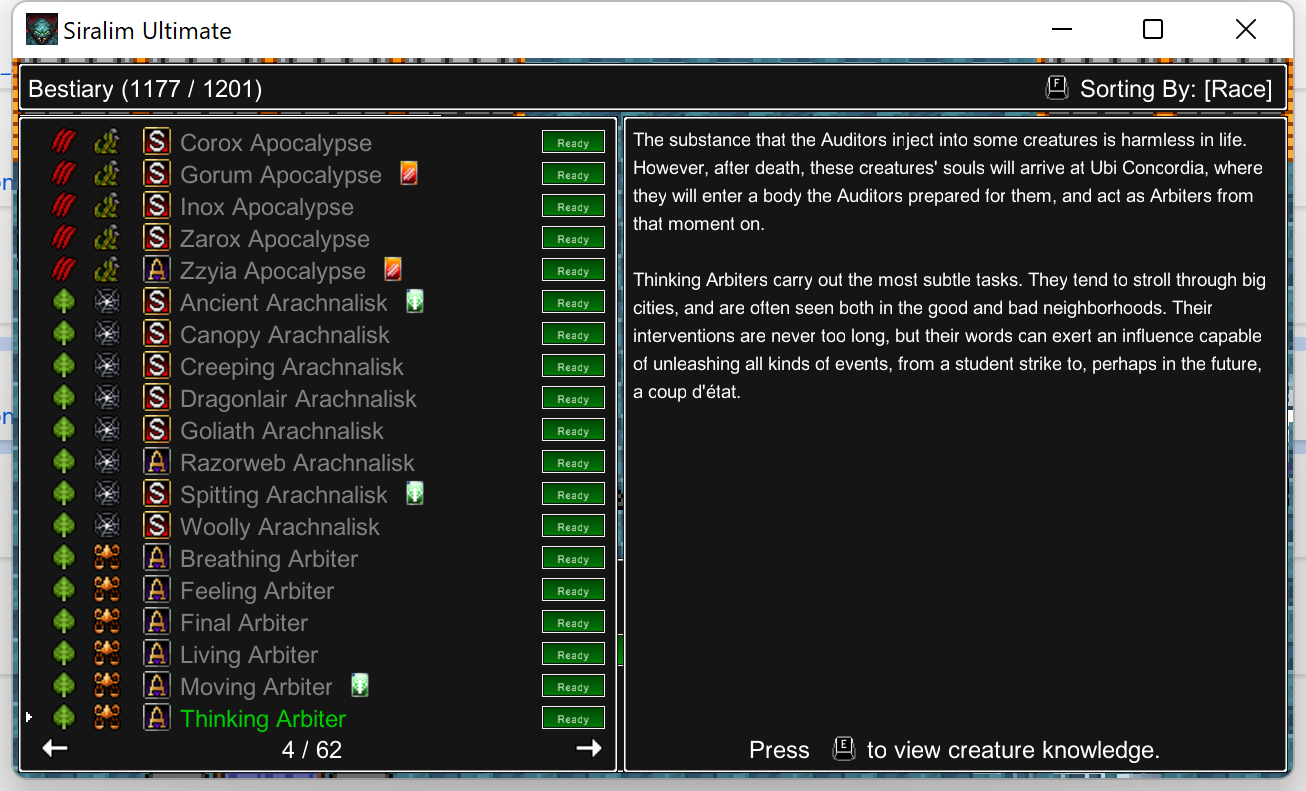 Siralim Ultimate
Bestiary (1177 / 1201)
F Sorting By: [Race]
S Corox Apocalypse Ready
S Gorum Apocalypse Ready
S Inox Apocalypse Ready
S Zarox Apocalypse Ready
A Zzyia Apocalypse Ready
S Ancient Arachnalisk Ready
S Canopy Arachnalisk Ready
S Creeping Arachnalisk Ready
S Dragonlair Arachnalisk Ready
S Goliath Arachnalisk Ready
A Razorweb Arachnalisk Ready
S Spitting Arachnalisk Ready
S Woolly Arachnalisk Ready
A Breathing Arbiter Ready
A Feeling Arbiter Ready
A Final Arbiter Ready
A Living Arbiter Ready
A Moving Arbiter Ready
A Thinking Arbiter Ready
4 / 62
The substance that the Auditors inject into some creatures is harmless in life.
However, after death, these creatures' souls will arrive at Ubi Concordia, where
they will enter a body the Auditors prepared for them, and act as Arbiters from
that moment on.
Thinking Arbiters carry out the most subtle tasks. They tend to stroll through big
cities, and are often seen both in the good and bad neighborhoods. Their
interventions are never too long, but their words can exert an influence capable
of unleashing all kinds of events, from a student strike to, perhaps in the future,
a coup d'état.
Press E to view creature knowledge.